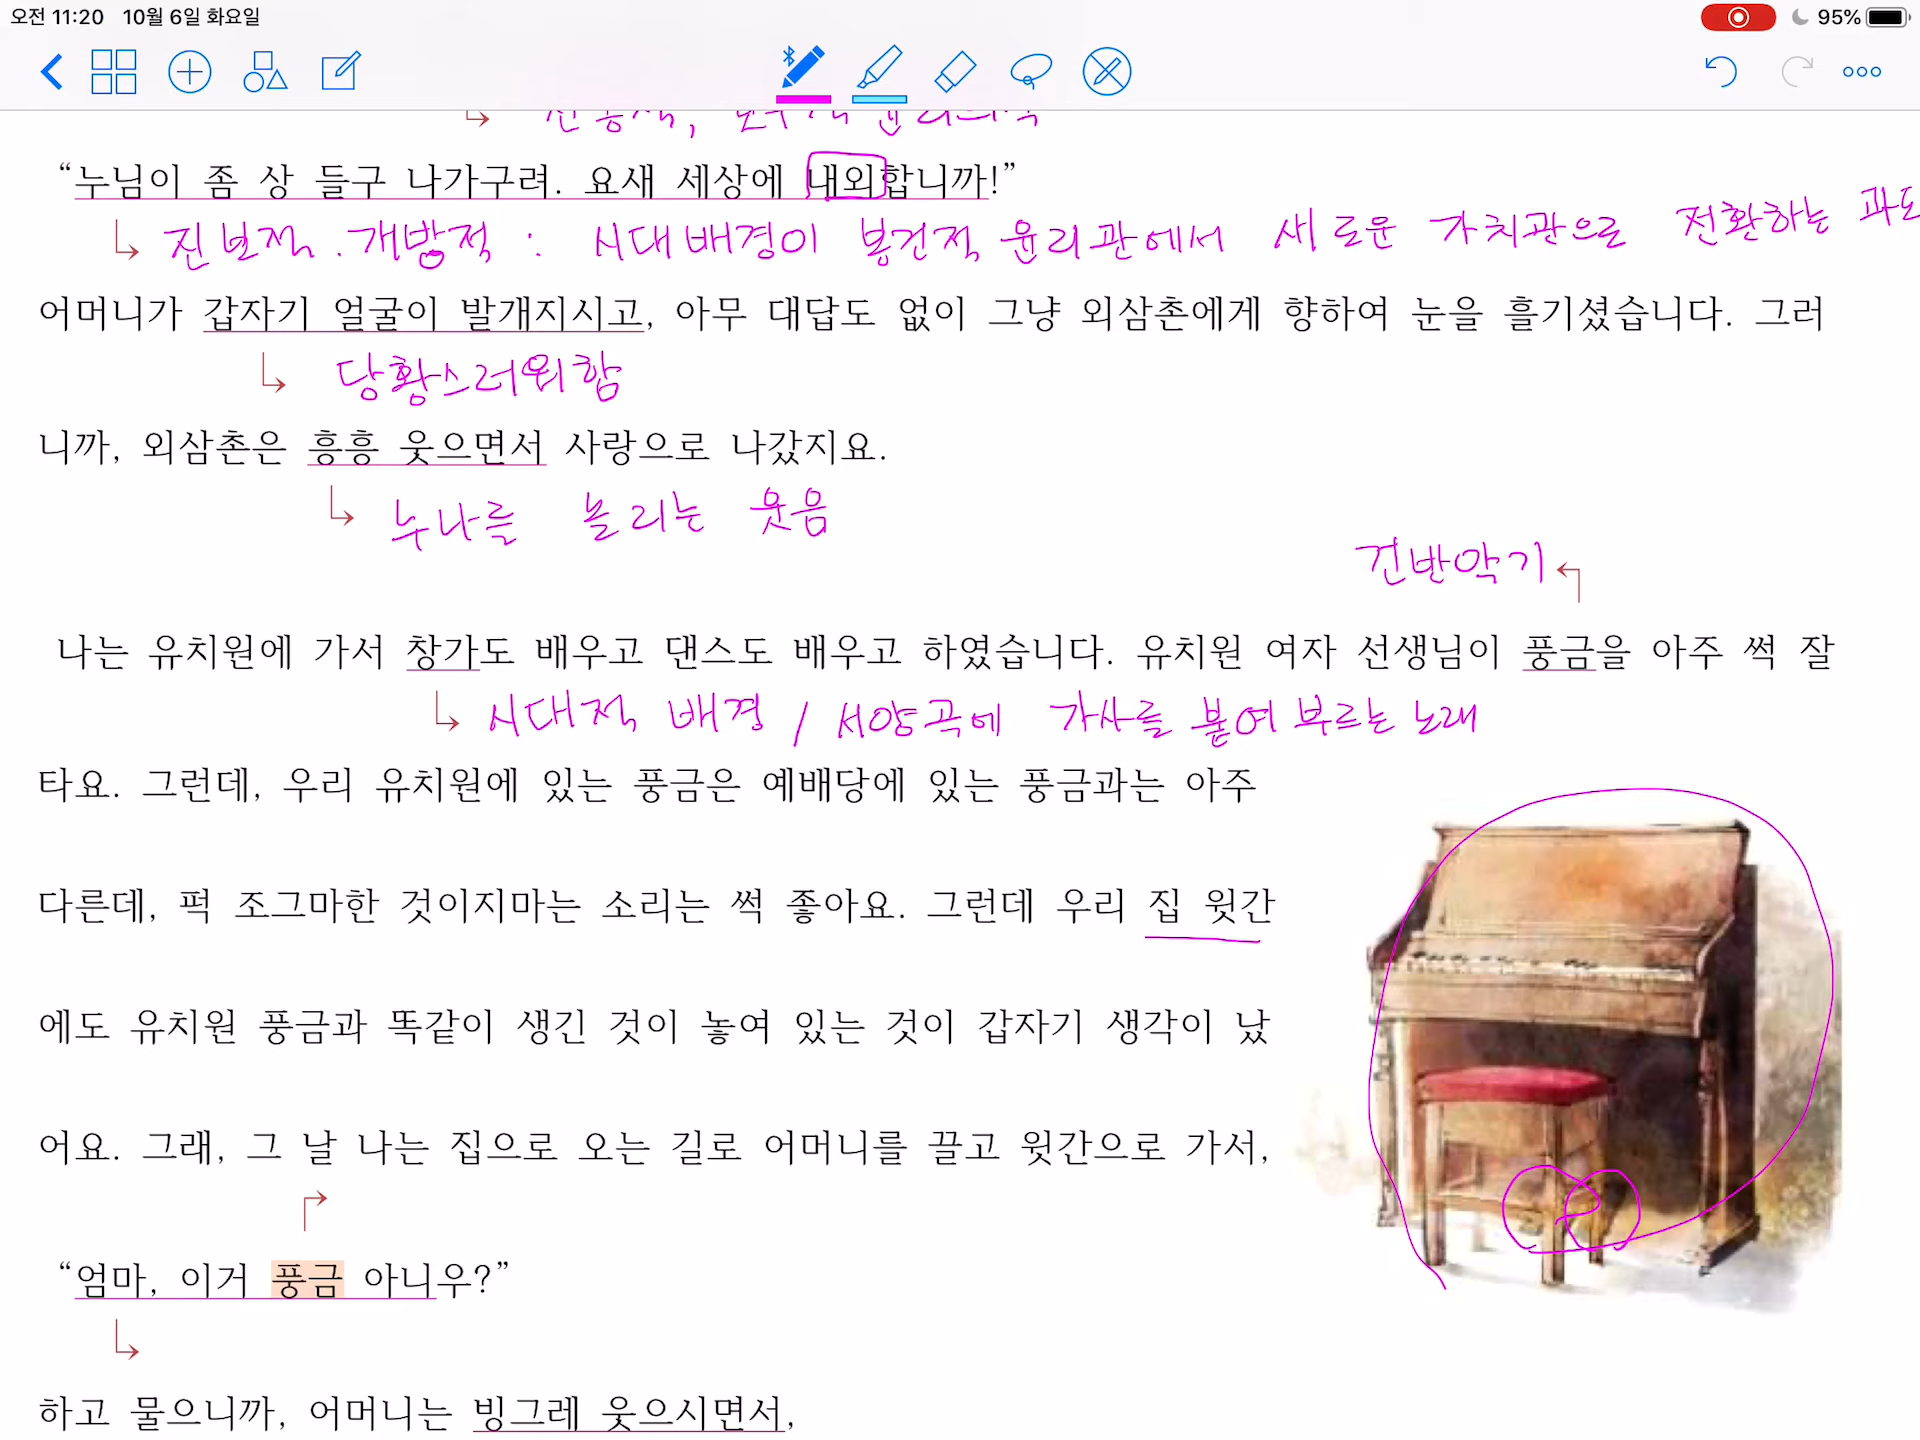 오전 11:20 10월 6일 화요일 95%
“누님이 좀 상 들구 나가구려. 요새 세상에 내외합니까!”
진보적. 개방적 : 시대배경이 봉건적 윤리관에서 새로운 가치관으로 전환하는 과도
어머니가 갑자기 얼굴이 발개지시고, 아무 대답도 없이 그냥 외삼촌에게 향하여 눈을 흘기셨습니다. 그러
당황스러워함
니까, 외삼촌은 흥흥 웃으면서 사랑으로 나갔지요.
누나를 놀리는 웃음
건반악기
나는 유치원에 가서 창가도 배우고 댄스도 배우고 하였습니다. 유치원 여자 선생님이 풍금을 아주 썩 잘
시대적 배경 / 서양곡에 가사를 붙여 부르는 노래
타요. 그런데, 우리 유치원에 있는 풍금은 예배당에 있는 풍금과는 아주
다른데, 퍽 조그마한 것이지마는 소리는 썩 좋아요. 그런데 우리 집 윗간
에도 유치원 풍금과 똑같이 생긴 것이 놓여 있는 것이 갑자기 생각이 났
어요. 그래, 그 날 나는 집으로 오는 길로 어머니를 끌고 윗간으로 가서,
“엄마, 이거 풍금 아니우?”
하고 물으니까, 어머니는 빙그레 웃으시면서,